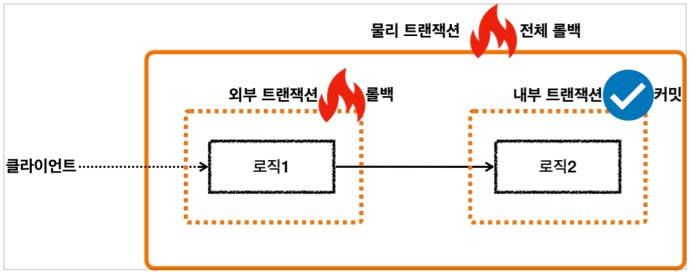 물리 트랜잭션 전체 롤백
외부 트랜잭션 롤백
내부 트랜잭션 커밋
클라이언트
로직1
로직2